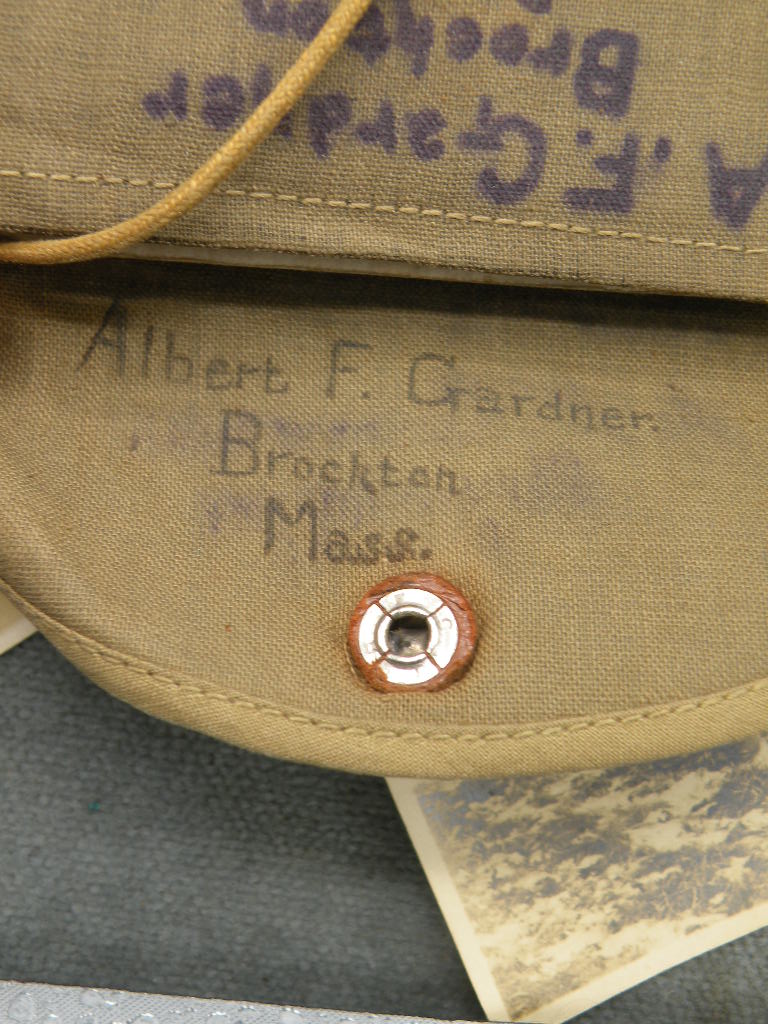 A.F. Gardner
Brockton
Albert F. Gardner.
Brockton
Mass.